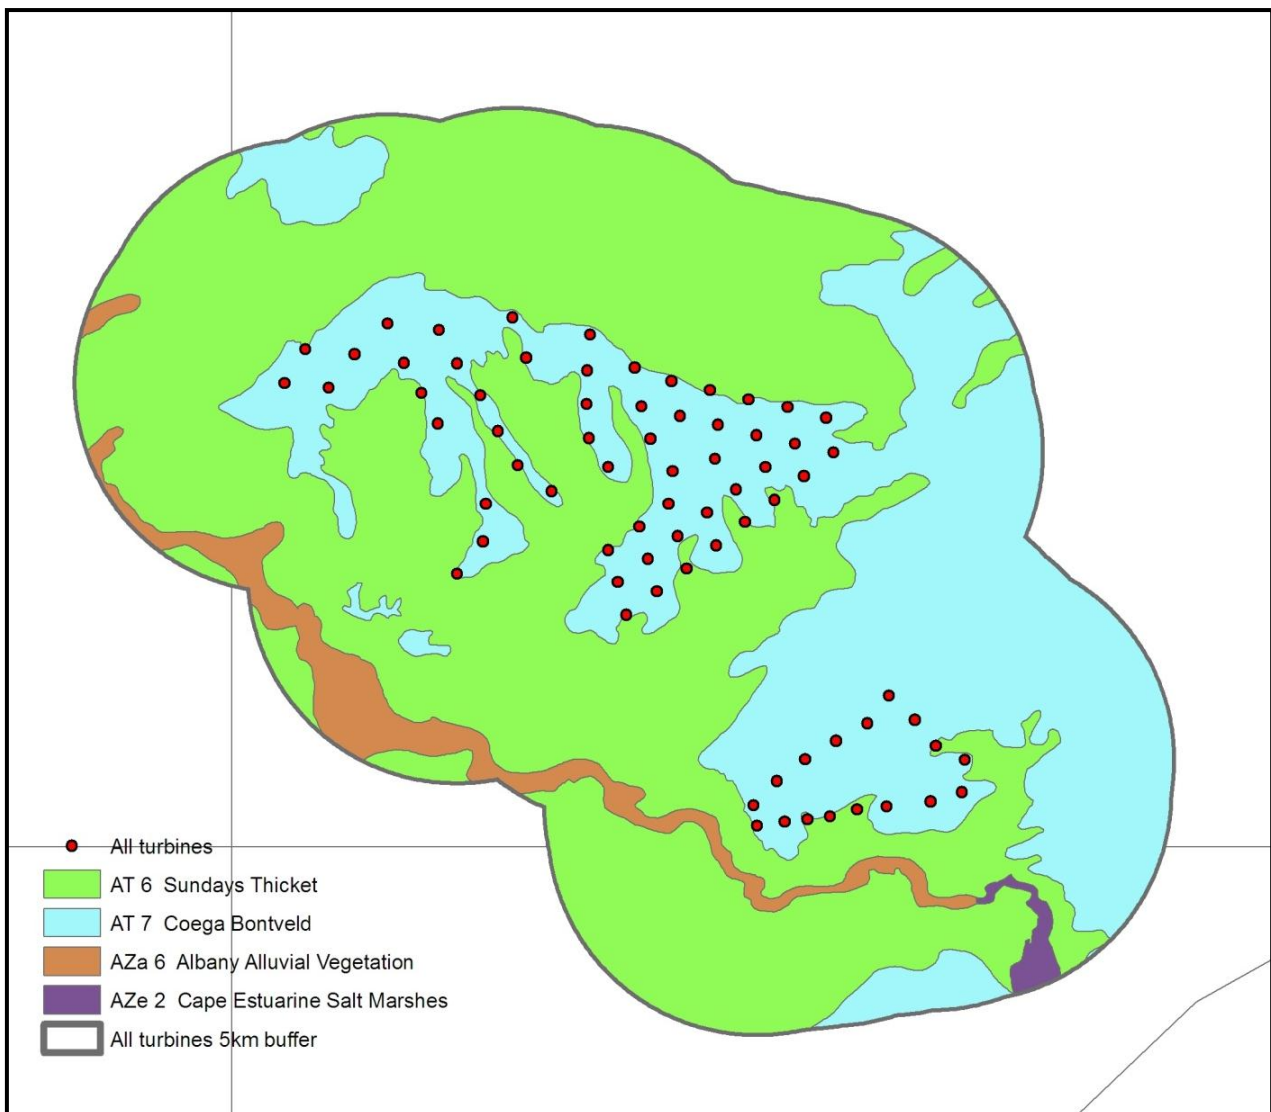 All turbines
AT 6 Sundays Thicket
AT 7 Coega Bontveld
AZa 6 Albany Alluvial Vegetation
AZe 2 Cape Estuarine Salt Marshes
All turbines 5km buffer